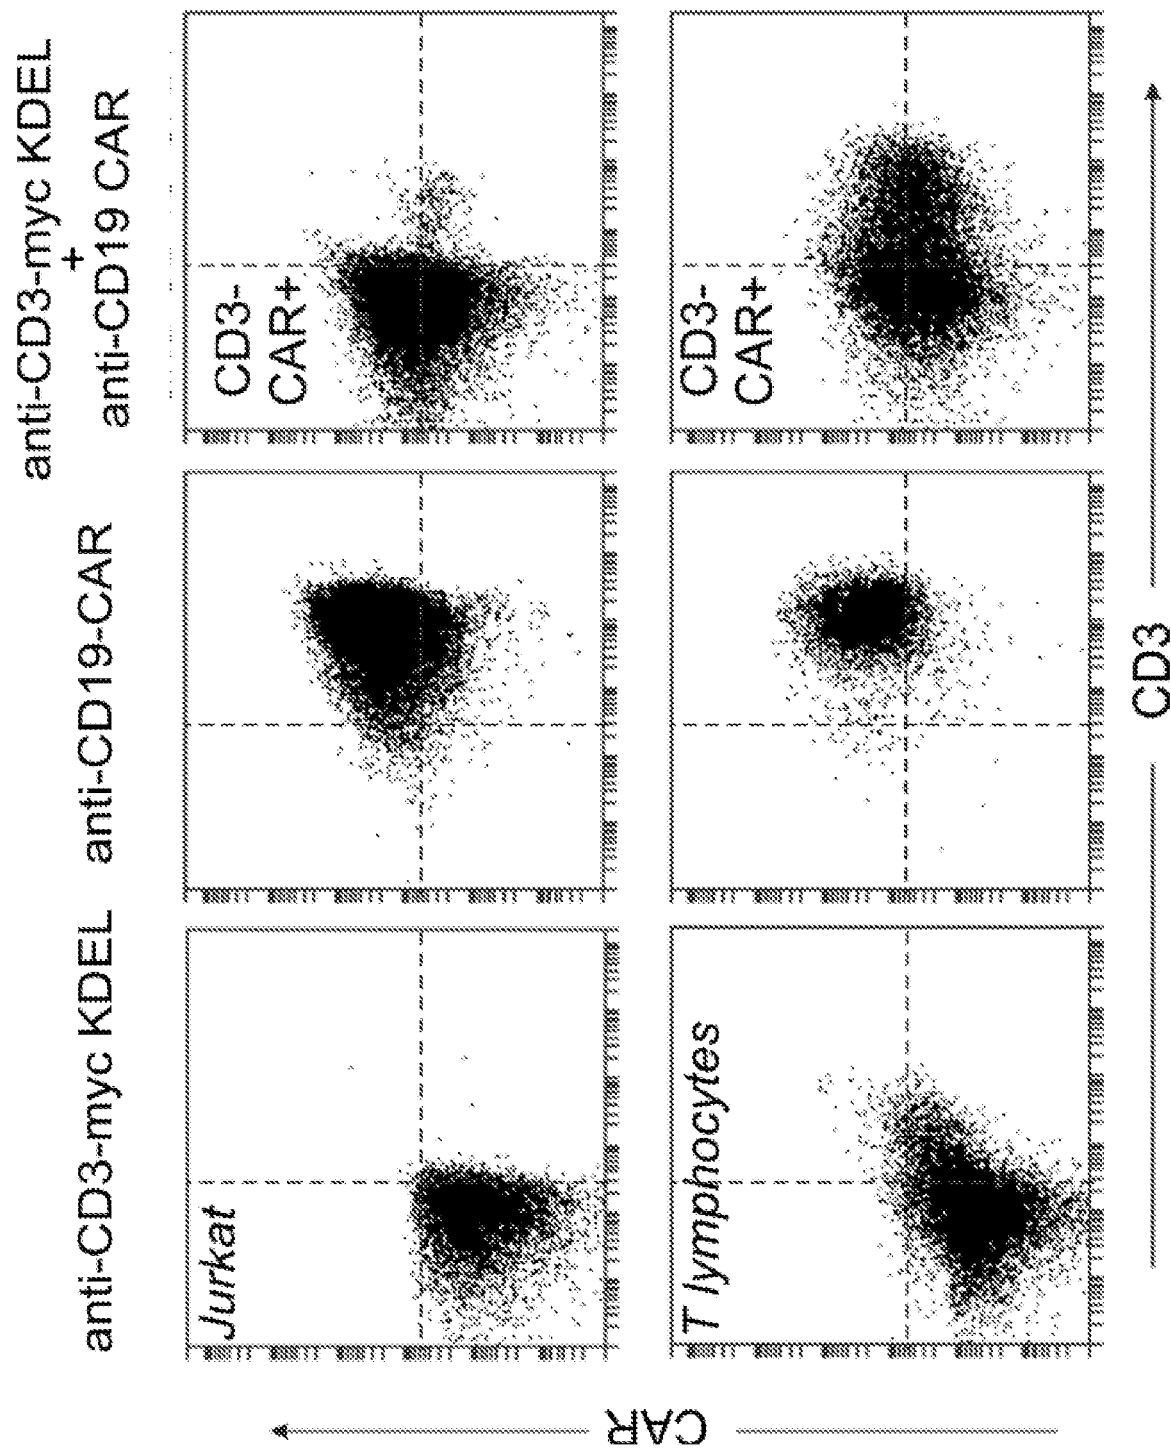 anti-CD3-myc KDEL
anti-CD19-CAR
anti-CD3-myc KDEL
+
anti-CD19 CAR
Jurkat
CD3-
CAR+
T lymphocytes
CD3-
CAR+
CAR
CD3